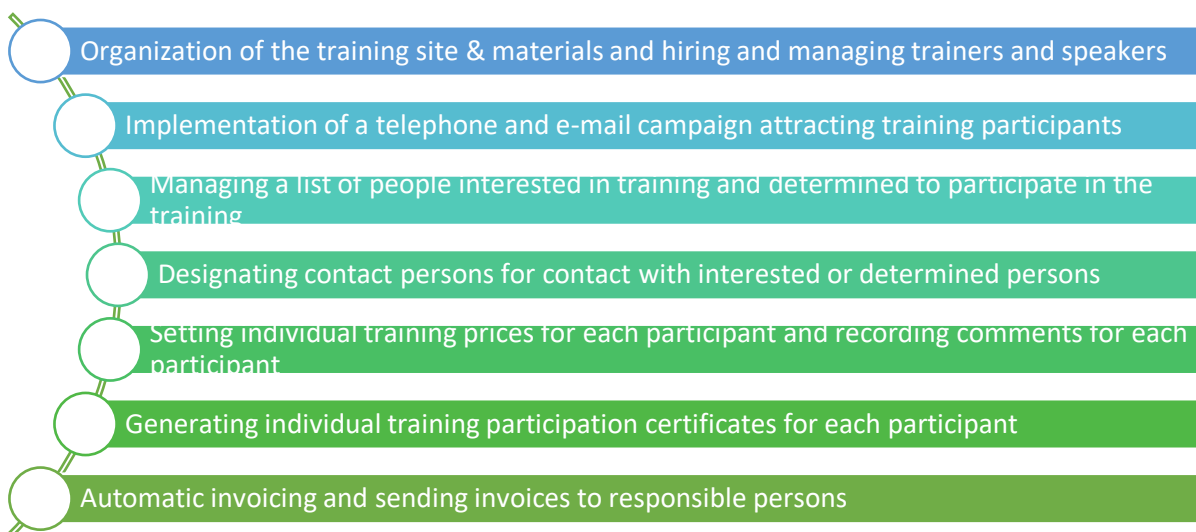 Organization of the training site & materials and hiring and managing trainers and speakers
Implementation of a telephone and e-mail campaign attracting training participants
Managing a list of people interested in training and determined to participate in the
training
Designating contact persons for contact with interested or determined persons
Setting individual training prices for each participant and recording comments for each
participant
Generating individual training participation certificates for each participant
Automatic invoicing and sending invoices to responsible persons